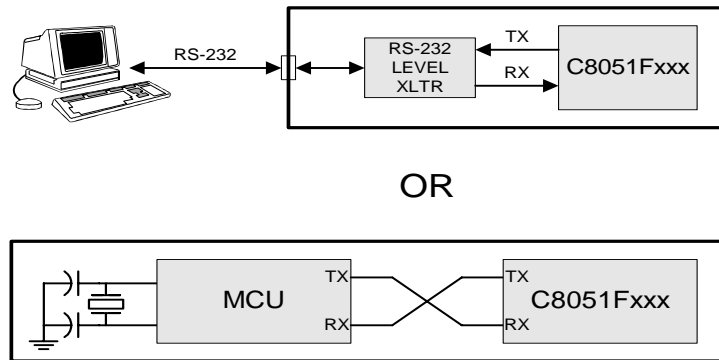 RS-232
RS-232
LEVEL
XLTR
TX
RX
C8051Fxxx
OR
MCU
TX
RX
TX
RX
C8051Fxxx